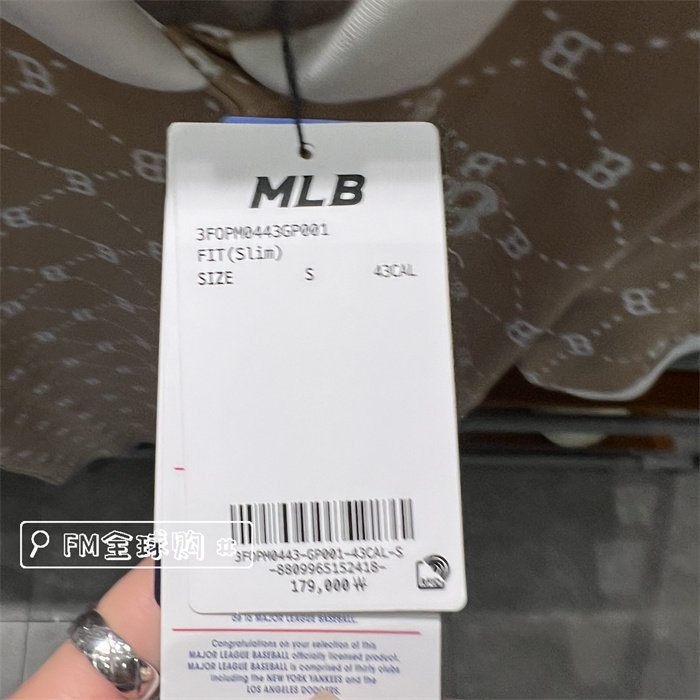 MLB
3FOPM0443GP001
FIT(Slim)
SIZE S 43CAL
3FOPM0443-GP001-43CAL-S
-8809965152418-
179,000₩
RFID
FM全球购
to MAJOR LEAGUE BASEBALL.
Congratulations on your selection of this
MAJOR LEAGUE BASEBALL officially licensed product.
MAJOR LEAGUE BASEBALL is comprised of thirty clubs
including the NEW YORK YANKEES and the
LOS ANGELES DODGERS.